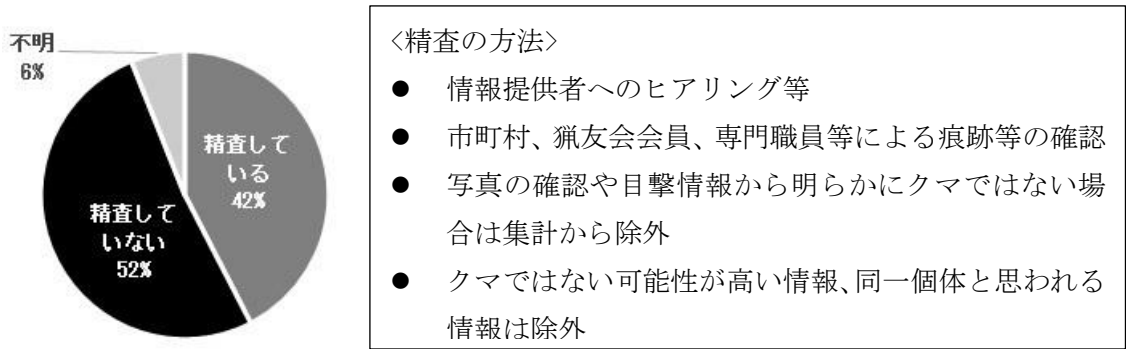 不明
6%
精査して
いる
42%
精査して
いない
52%
<精査の方法>
● 情報提供者へのヒアリング等
● 市町村、猟友会会員、専門職員等による痕跡等の確認
● 写真の確認や目撃情報から明らかにクマではない場
合は集計から除外
● クマではない可能性が高い情報、同一個体と思われる
情報は除外